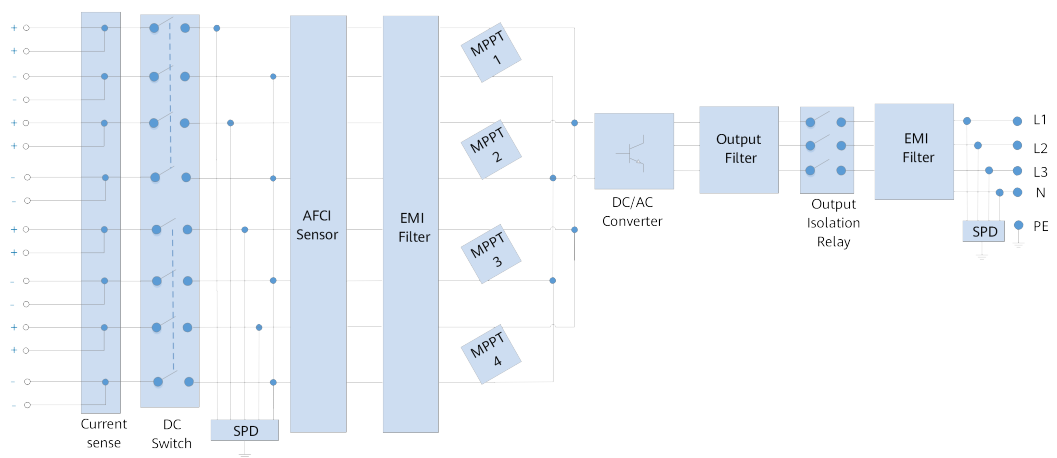 +
+
-
-
+
+
-
-
+
+
-
-
+
+
-
-
Current
sense
DC
Switch
SPD
AFCI
Sensor
EMI
Filter
MPPT
1
MPPT
2
MPPT
3
MPPT
4
DC/AC
Converter
Output
Filter
Output
Isolation
Relay
EMI
Filter
L1
L2
L3
N
PE
SPD